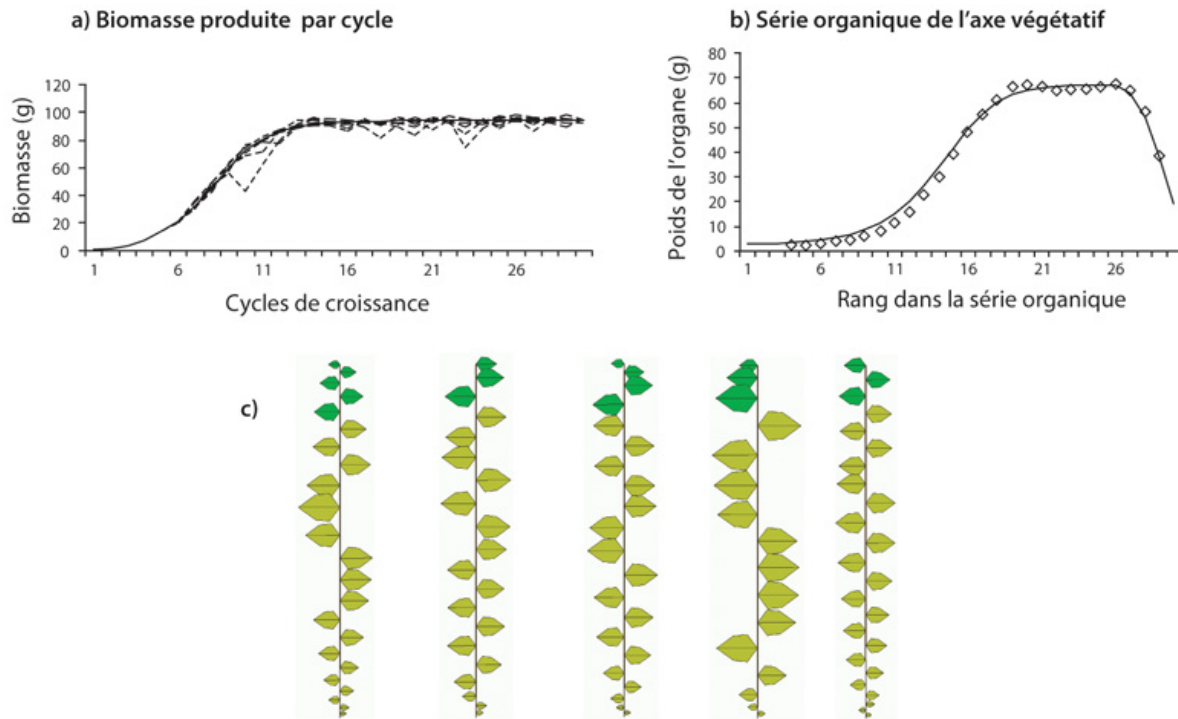 a) Biomasse produite par cycle
Biomasse (g)
120
100
80
60
40
20
0
1 6 11 16 21 26
Cycles de croissance
b) Série organique de l'axe végétatif
Poids de l'organe (g)
80
70
60
50
40
30
20
10
0
1 6 11 16 21 26
Rang dans la série organique
c)